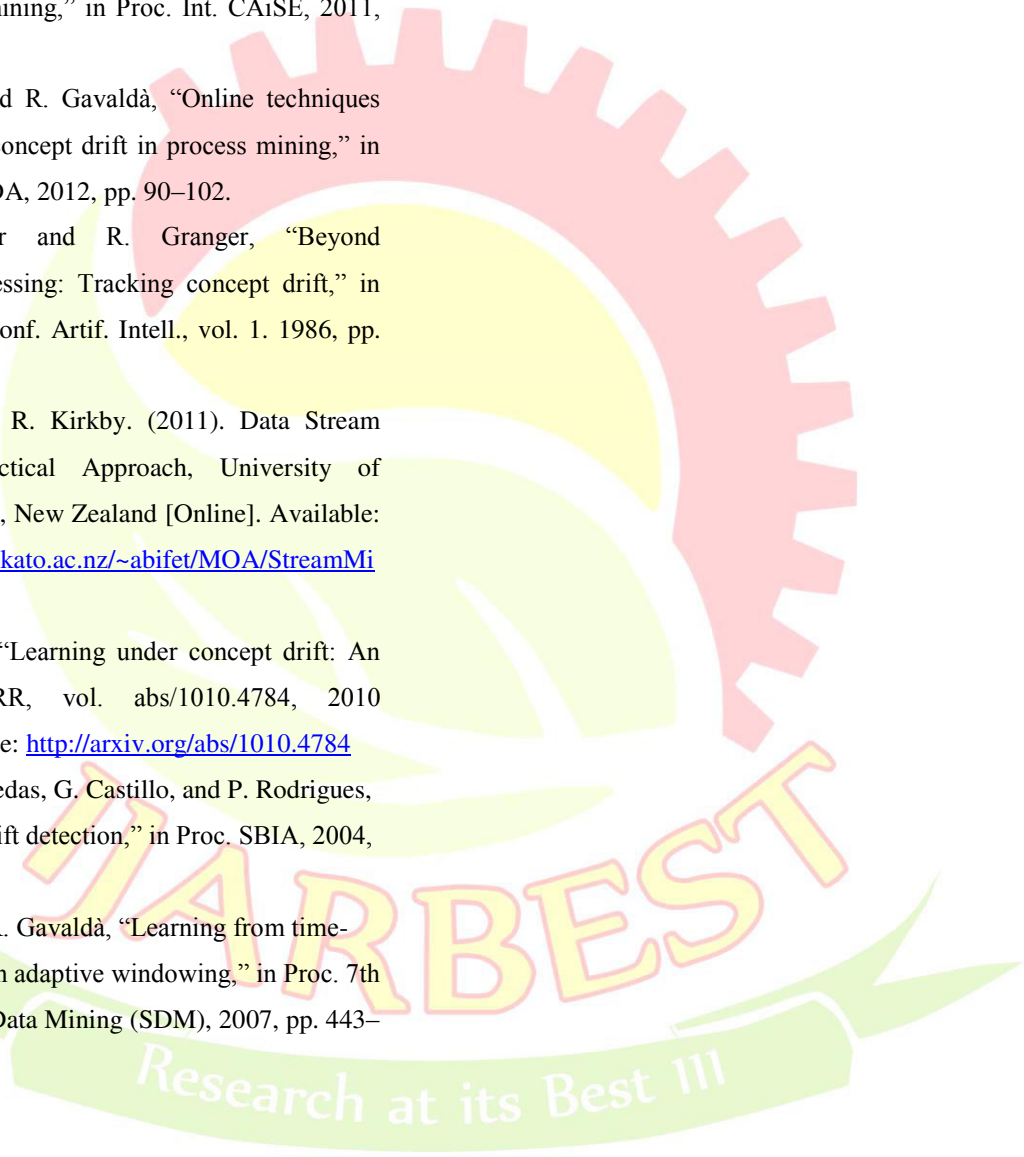 nining,” in Proc. Int. CAiSE, 2011,
d R. Gavaldà, “Online techniques
oncept drift in process mining,” in
OA, 2012, pp. 90–102.
r and R. Granger, “Beyond
essing: Tracking concept drift,” in
onf. Artif. Intell., vol. 1. 1986, pp.
R. Kirkby. (2011). Data Stream
ctical Approach, University of
, New Zealand [Online]. Available:
kato.ac.nz/~abifet/MOA/StreamMi
“Learning under concept drift: An
RR, vol. abs/1010.4784, 2010
e: http://arxiv.org/abs/1010.4784
edas, G. Castillo, and P. Rodrigues,
ift detection,” in Proc. SBIA, 2004,
R. Gavaldà, “Learning from time-
n adaptive windowing,” in Proc. 7th
Data Mining (SDM), 2007, pp. 443–
IJARBEST
Research at its Best !!!